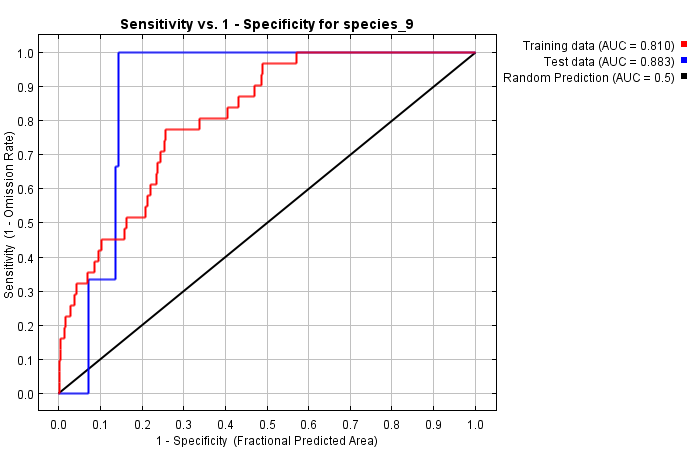 Sensitivity vs. 1 - Specificity for species_9
Training data (AUC = 0.810)
Test data (AUC = 0.883)
Random Prediction (AUC = 0.5)
Sensitivity (1 - Omission Rate)
1.0
0.9
0.8
0.7
0.6
0.5
0.4
0.3
0.2
0.1
0.0
0.0 0.1 0.2 0.3 0.4 0.5 0.6 0.7 0.8 0.9 1.0
1 - Specificity (Fractional Predicted Area)